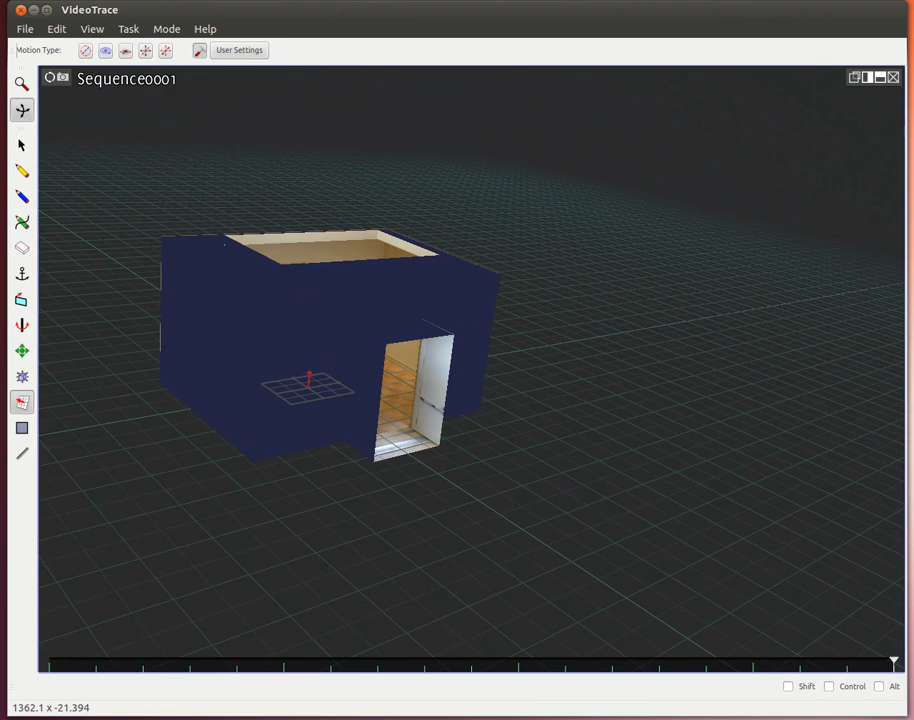 VideoTrace
File Edit View Task Mode Help
Motion Type: User Settings
Sequence0001
Shift Control Alt
1362.1 x -21.394